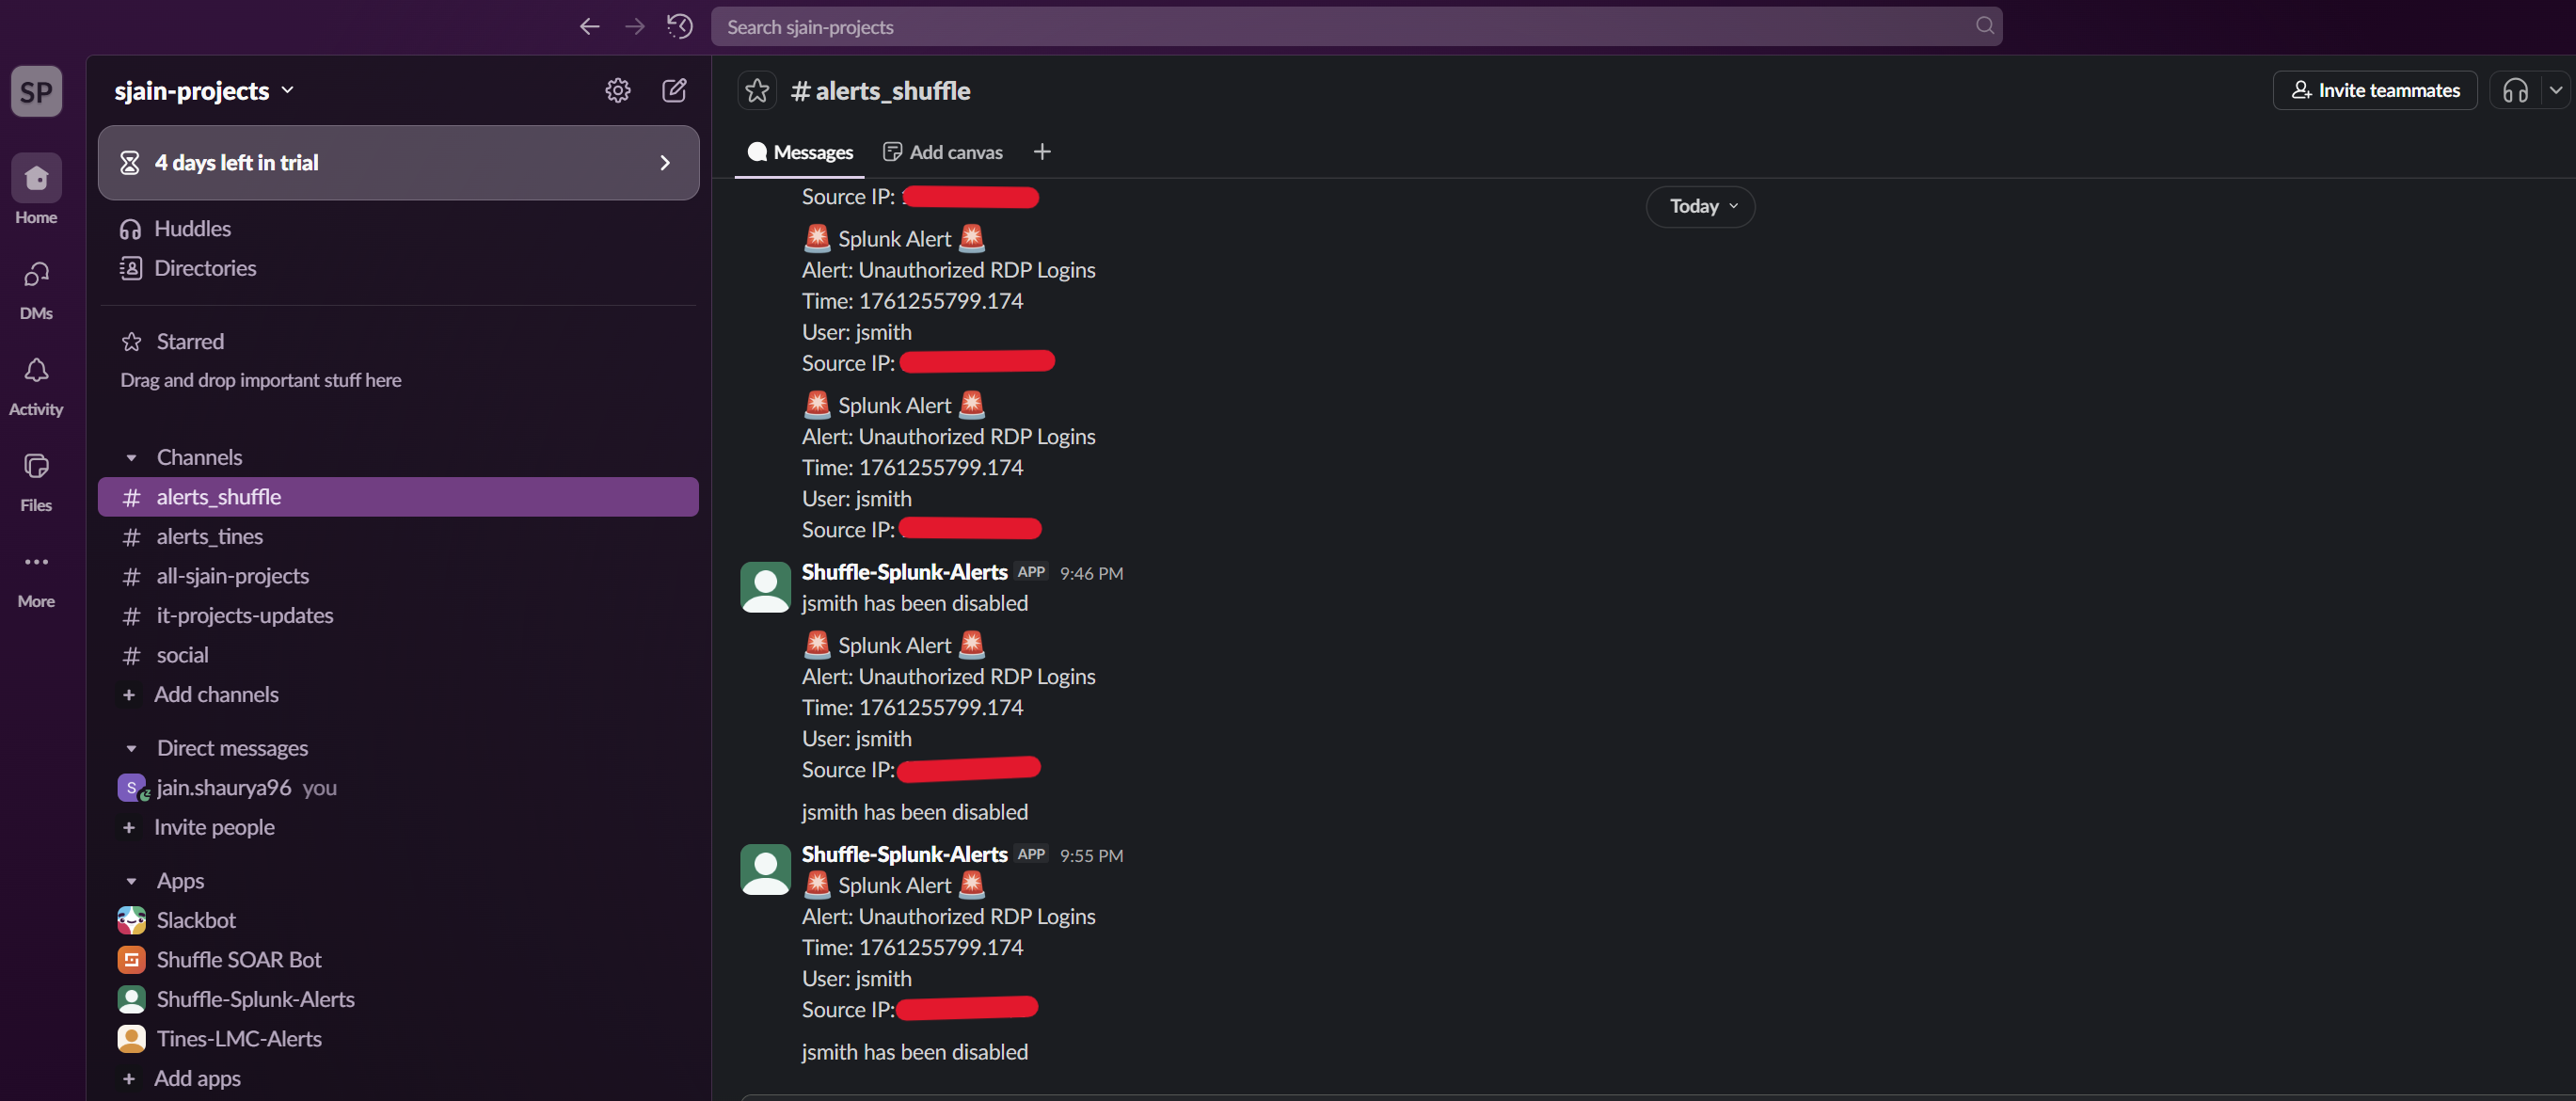 Search sjain-projects
SP
Home
DMs
Activity
Files
More
sjain-projects
4 days left in trial
Huddles
Directories
Starred
Drag and drop important stuff here
Channels
# alerts_shuffle
# alerts_tines
# all-sjain-projects
# it-projects-updates
# social
+ Add channels
Direct messages
S jain.shaurya96 you
+ Invite people
Apps
Slackbot
Shuffle SOAR Bot
Shuffle-Splunk-Alerts
Tines-LMC-Alerts
+ Add apps
# alerts_shuffle
Invite teammates
Messages Add canvas +
Today
Source IP:
Splunk Alert
Alert: Unauthorized RDP Logins
Time: 1761255799.174
User: jsmith
Source IP:
Splunk Alert
Alert: Unauthorized RDP Logins
Time: 1761255799.174
User: jsmith
Source IP:
Shuffle-Splunk-Alerts APP 9:46 PM
jsmith has been disabled
Splunk Alert
Alert: Unauthorized RDP Logins
Time: 1761255799.174
User: jsmith
Source IP:
jsmith has been disabled
Shuffle-Splunk-Alerts APP 9:55 PM
Splunk Alert
Alert: Unauthorized RDP Logins
Time: 1761255799.174
User: jsmith
Source IP:
jsmith has been disabled